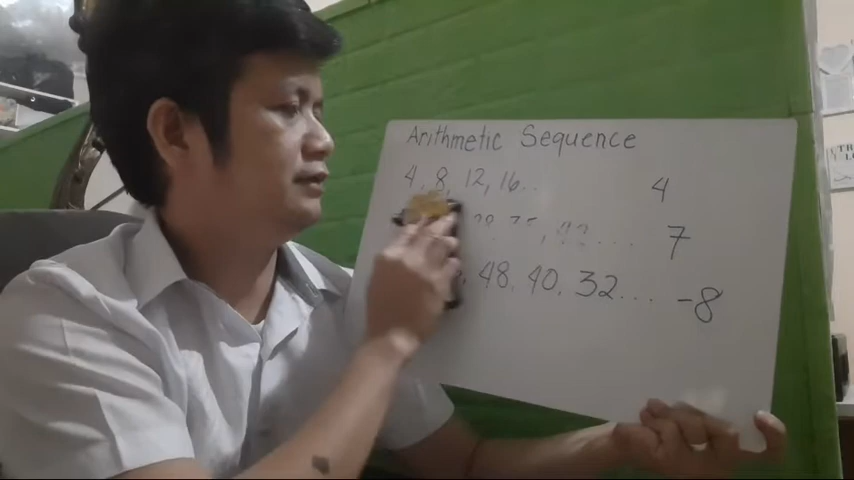 Arithmetic Sequence
4, 8, 12, 16.. 4
7
48, 40, 32.... -8